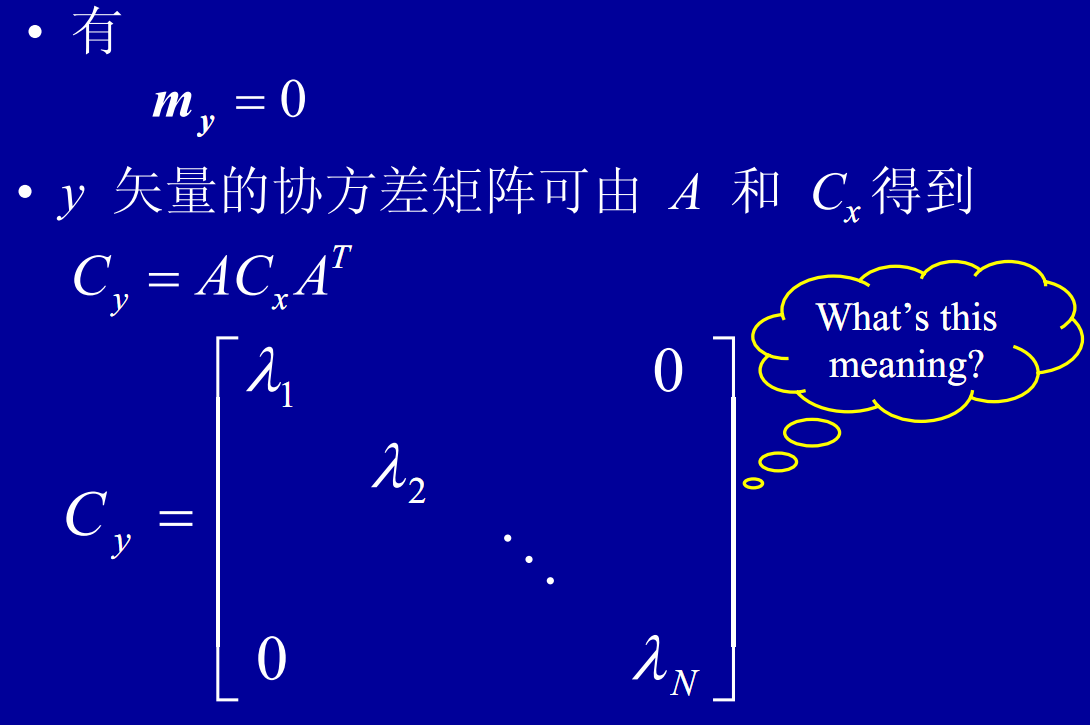 • 有
m_y = 0
• y 矢量的协方差矩阵可由 A 和 C_x 得到
C_y = AC_xA^T
What's this
meaning?
λ_1 0
λ_2
C_y =
⋱
0 λ_N